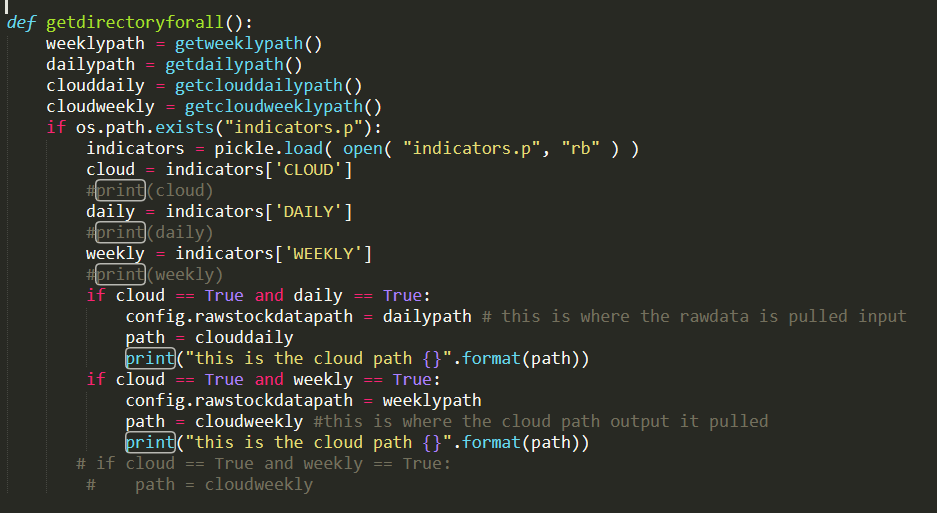 def getdirectoryforall():
    weeklypath = getweeklypath()
    dailypath = getdailypath()
    clouddaily = getclouddailypath()
    cloudweekly = getcloudweeklypath()
    if os.path.exists("indicators.p"):
        indicators = pickle.load( open( "indicators.p", "rb" ) )
        cloud = indicators['CLOUD']
        #print(cloud)
        daily = indicators['DAILY']
        #print(daily)
        weekly = indicators['WEEKLY']
        #print(weekly)
        if cloud == True and daily == True:
            config.rawstockdatapath = dailypath # this is where the rawdata is pulled input
            path = clouddaily
            print("this is the cloud path {}".format(path))
        if cloud == True and weekly == True:
            config.rawstockdatapath = weeklypath
            path = cloudweekly #this is where the cloud path output it pulled
            print("this is the cloud path {}".format(path))
       # if cloud == True and weekly == True:
        #    path = cloudweekly